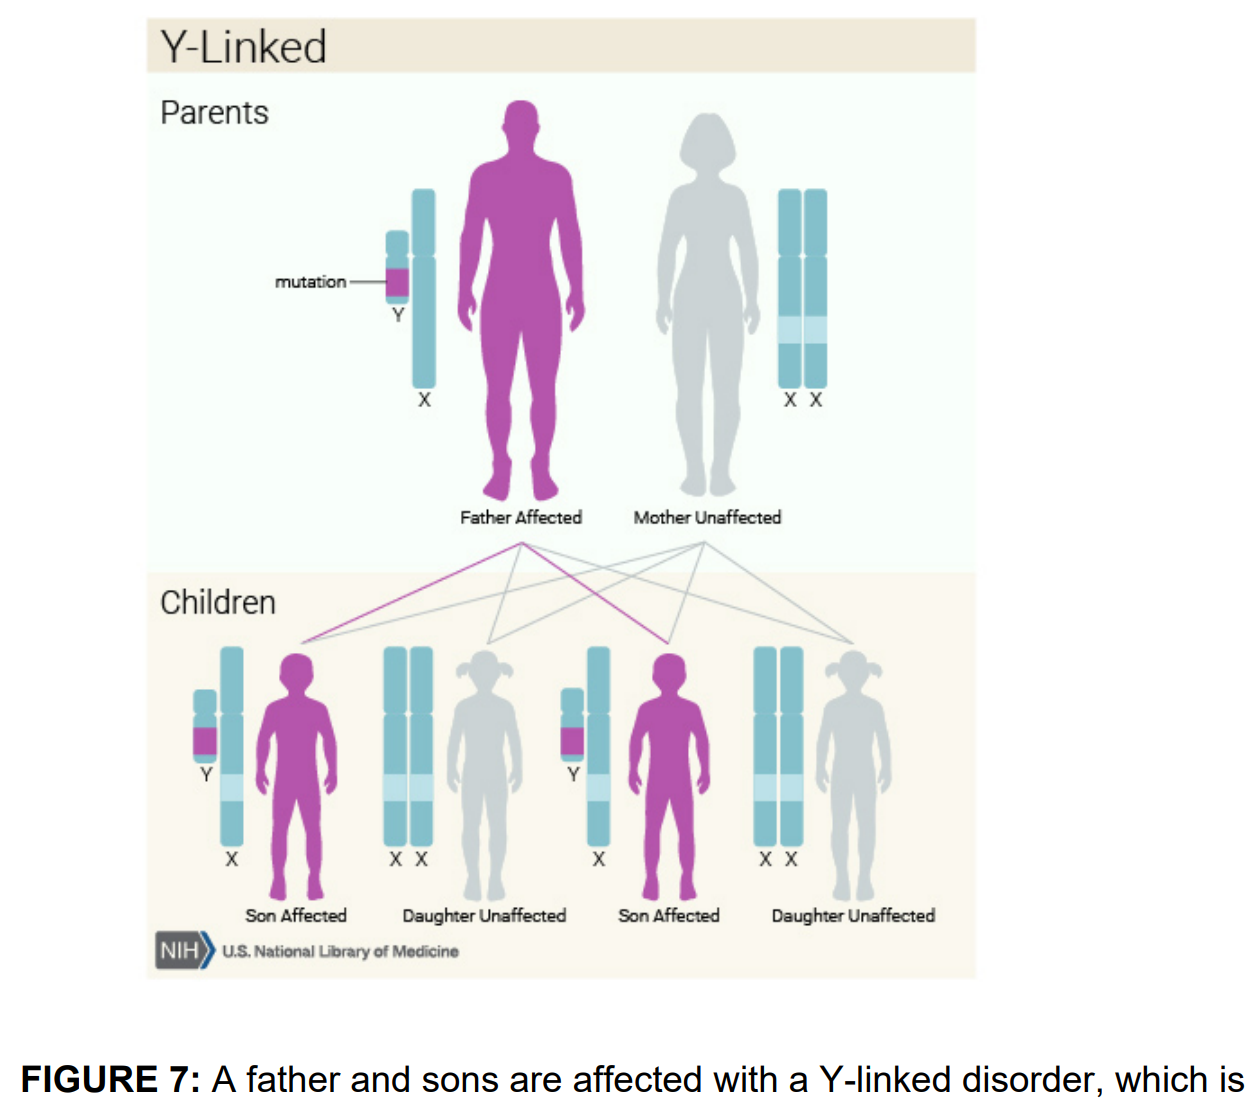 Y-Linked
Parents
mutation
Y
X
X X
Father Affected Mother Unaffected
Children
Y
X
X X
Y
X
X X
Son Affected Daughter Unaffected Son Affected Daughter Unaffected
NIH U.S. National Library of Medicine
FIGURE 7: A father and sons are affected with a Y-linked disorder, which is